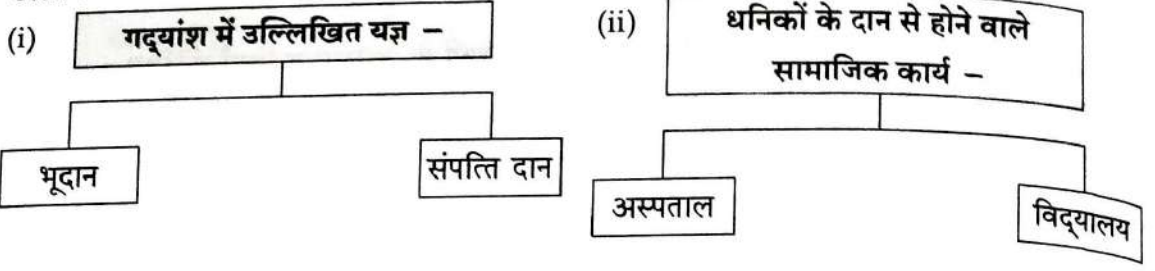 (i) गद्‌यांश में उल्लिखित यज्ञ –
भूदान
संपत्ति दान
(ii) धनिकों के दान से होने वाले
सामाजिक कार्य –
अस्पताल
विद्‌यालय